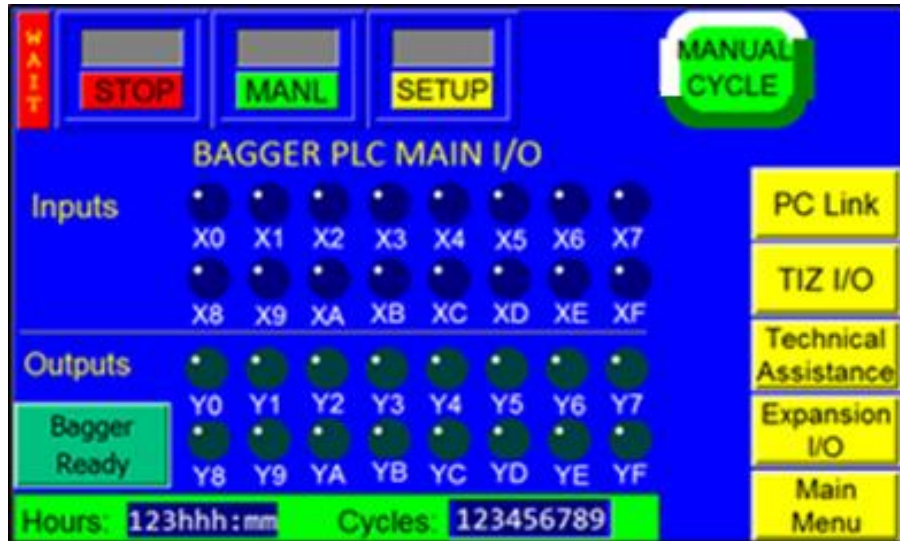 WAIT
STOP
MANL
SETUP
MANUAL
CYCLE
BAGGER PLC MAIN I/O
Inputs
X0 X1 X2 X3 X4 X5 X6 X7
X8 X9 XA XB XC XD XE XF
Outputs
Y0 Y1 Y2 Y3 Y4 Y5 Y6 Y7
Y8 Y9 YA YB YC YD YE YF
Bagger
Ready
Hours: 123hhh:mm Cycles: 123456789
PC Link
TIZ I/O
Technical
Assistance
Expansion
I/O
Main
Menu